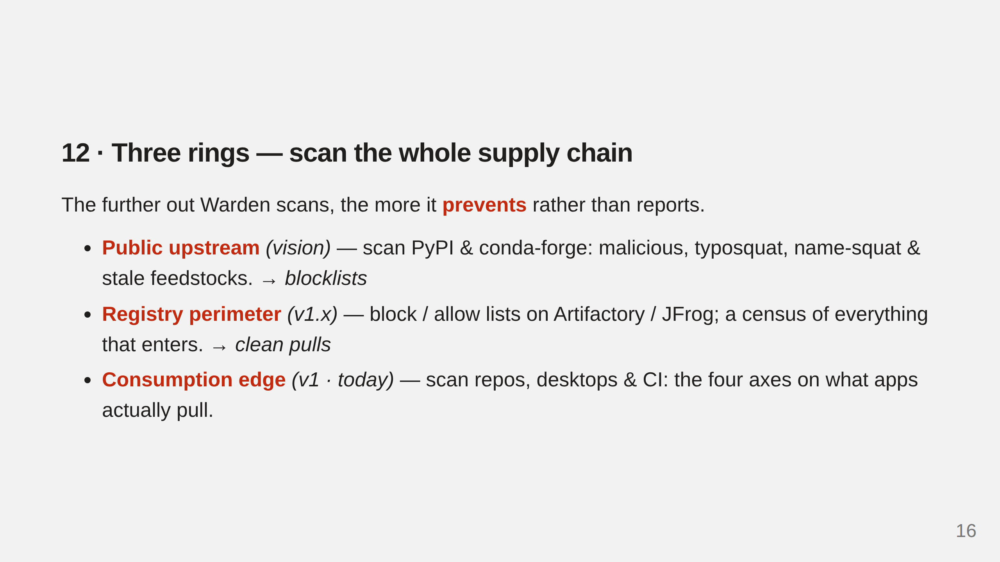 12 · Three rings — scan the whole supply chain
The further out Warden scans, the more it prevents rather than reports.
• Public upstream (vision) — scan PyPI & conda-forge: malicious, typosquat, name-squat &
stale feedstocks. → blocklists
• Registry perimeter (v1.x) — block / allow lists on Artifactory / JFrog; a census of everything
that enters. → clean pulls
• Consumption edge (v1 · today) — scan repos, desktops & CI: the four axes on what apps
actually pull.
16